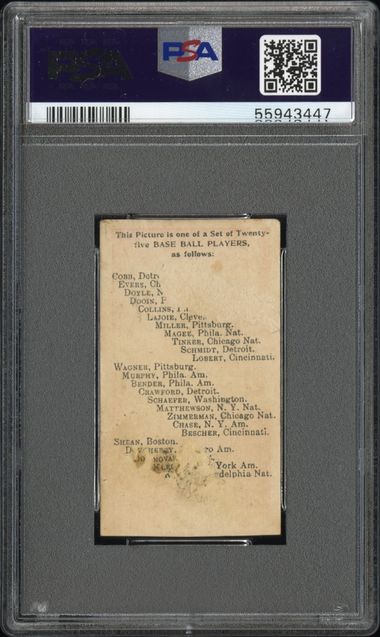 PSA
PSA
55943447
This Picture is one of a Set of Twenty-
five BASE BALL PLAYERS,
as follows:
COBB, Detr
EVERS, Ch
DOYLE, N
DOOIN, P
COLLINS,
LAJOIE, Cleve.
MILLER, Pittsburg.
MAGEE, Phila. Nat.
TINKER, Chicago Nat.
SCHMIDT, Detroit.
LOBERT, Cincinnati.
WAGNER, Pittsburg.
MURPHY, Phila. Am.
BENDER, Phila. Am.
CRAWFORD, Detroit.
SCHAEFER, Washington.
MATTHEWSON, N. Y. Nat.
ZIMMERMAN, Chicago Nat.
CHASE, N. Y. Am.
BESCHER, Cincinnati.
SHEAN, Boston.
Am.
York Am.
delphia Nat.